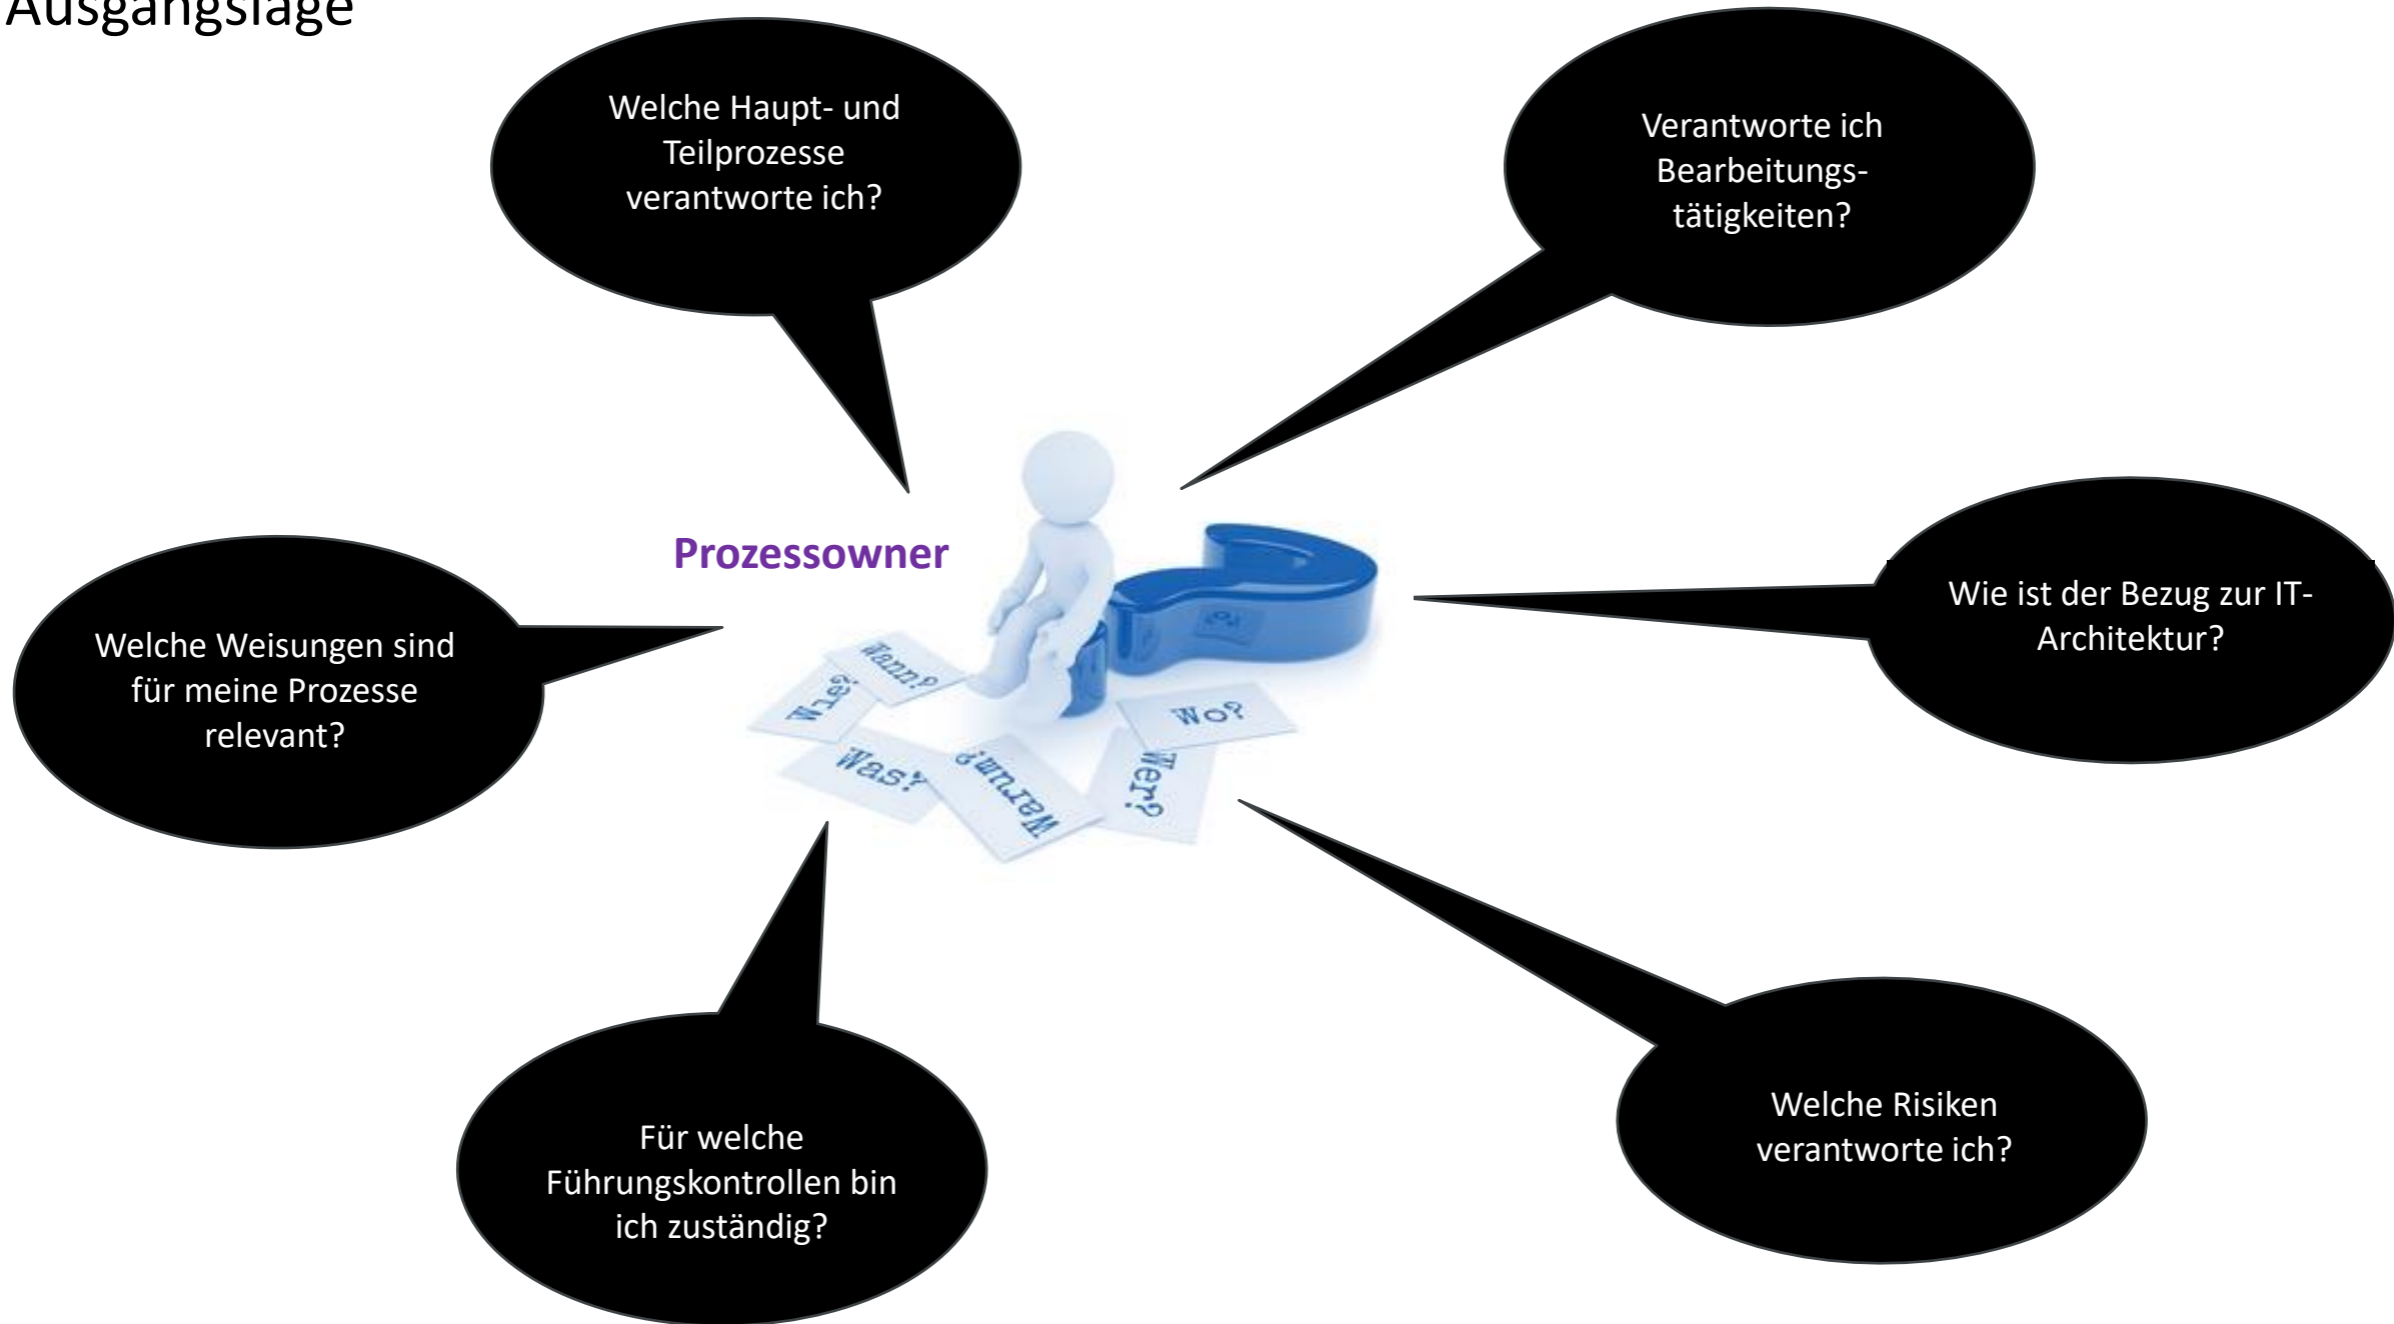 Ausgangslage
Welche Haupt- und
Teilprozesse
verantworte ich?
Verantworte ich
Bearbeitungs-
tätigkeiten?
Prozessowner
Wie ist der Bezug zur IT-
Architektur?
Welche Weisungen sind
für meine Prozesse
relevant?
Wann?
Wie?
Wo?
Was?
Warum?
Wer?
Für welche
Führungskontrollen bin
ich zuständig?
Welche Risiken
verantworte ich?